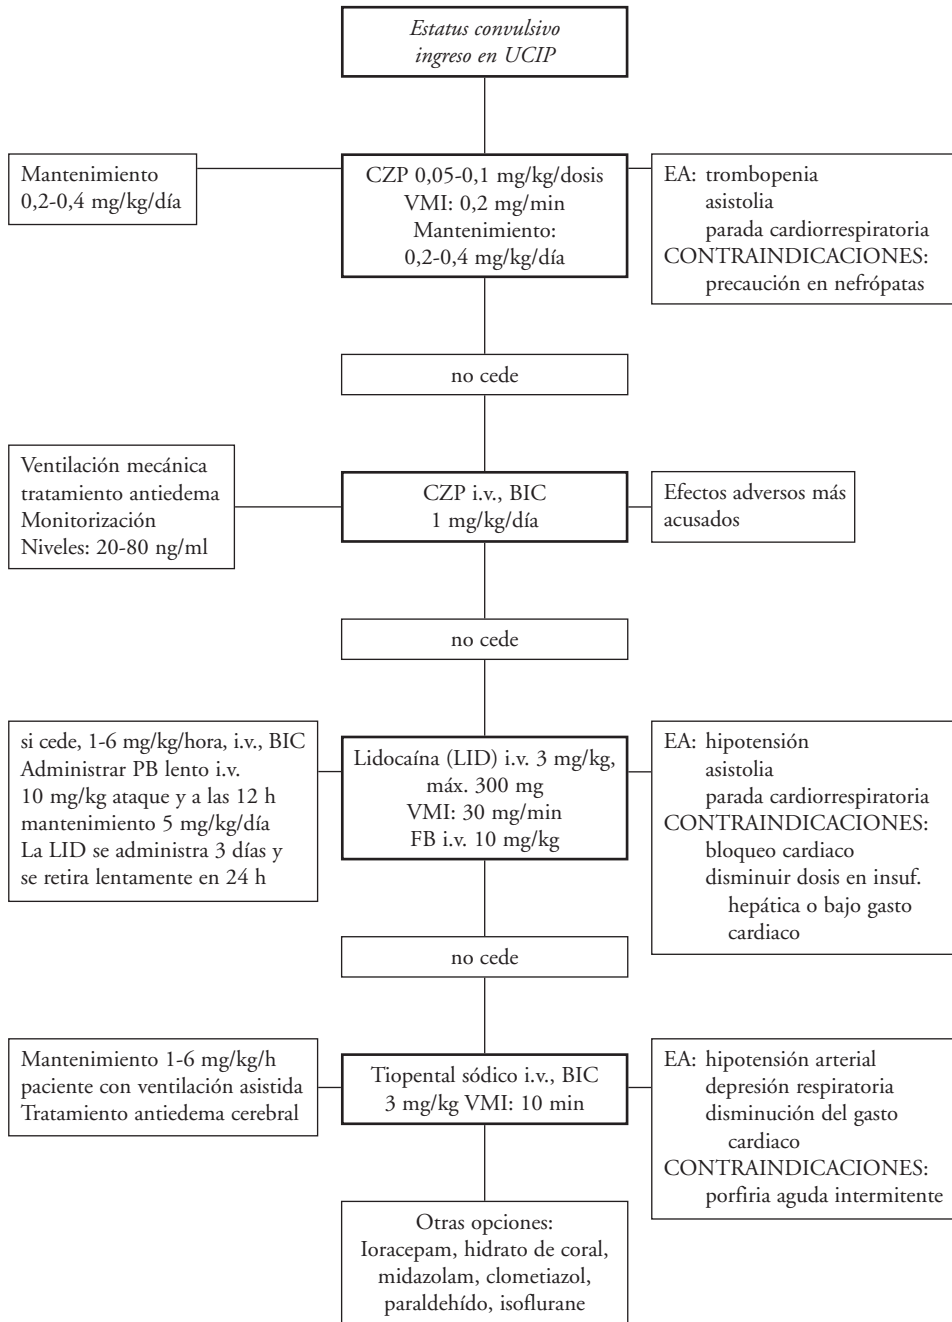 Estatus convulsivo
ingreso en UCIP
Mantenimiento
0,2-0,4 mg/kg/día
CZP 0,05-0,1 mg/kg/dosis
VMI: 0,2 mg/min
Mantenimiento:
0,2-0,4 mg/kg/día
EA: trombopenia
asistolia
parada cardiorrespiratoria
CONTRAINDICACIONES:
precaución en nefrópatas
no cede
Ventilación mecánica
tratamiento antiedema
Monitorización
Niveles: 20-80 ng/ml
CZP i.v., BIC
1 mg/kg/día
Efectos adversos más
acusados
no cede
si cede, 1-6 mg/kg/hora, i.v., BIC
Administrar PB lento i.v.
10 mg/kg ataque y a las 12 h
mantenimiento 5 mg/kg/día
La LID se administra 3 días y
se retira lentamente en 24 h
Lidocaína (LID) i.v. 3 mg/kg,
máx. 300 mg
VMI: 30 mg/min
FB i.v. 10 mg/kg
EA: hipotensión
asistolia
parada cardiorrespiratoria
CONTRAINDICACIONES:
bloqueo cardiaco
disminuir dosis en insuf.
hepática o bajo gasto
cardiaco
no cede
Mantenimiento 1-6 mg/kg/h
paciente con ventilación asistida
Tratamiento antiedema cerebral
Tiopental sódico i.v., BIC
3 mg/kg VMI: 10 min
EA: hipotensión arterial
depresión respiratoria
disminución del gasto
cardiaco
CONTRAINDICACIONES:
porfiria aguda intermitente
Otras opciones:
Ioracepam, hidrato de coral,
midazolam, clometiazol,
paraldehído, isoflurane